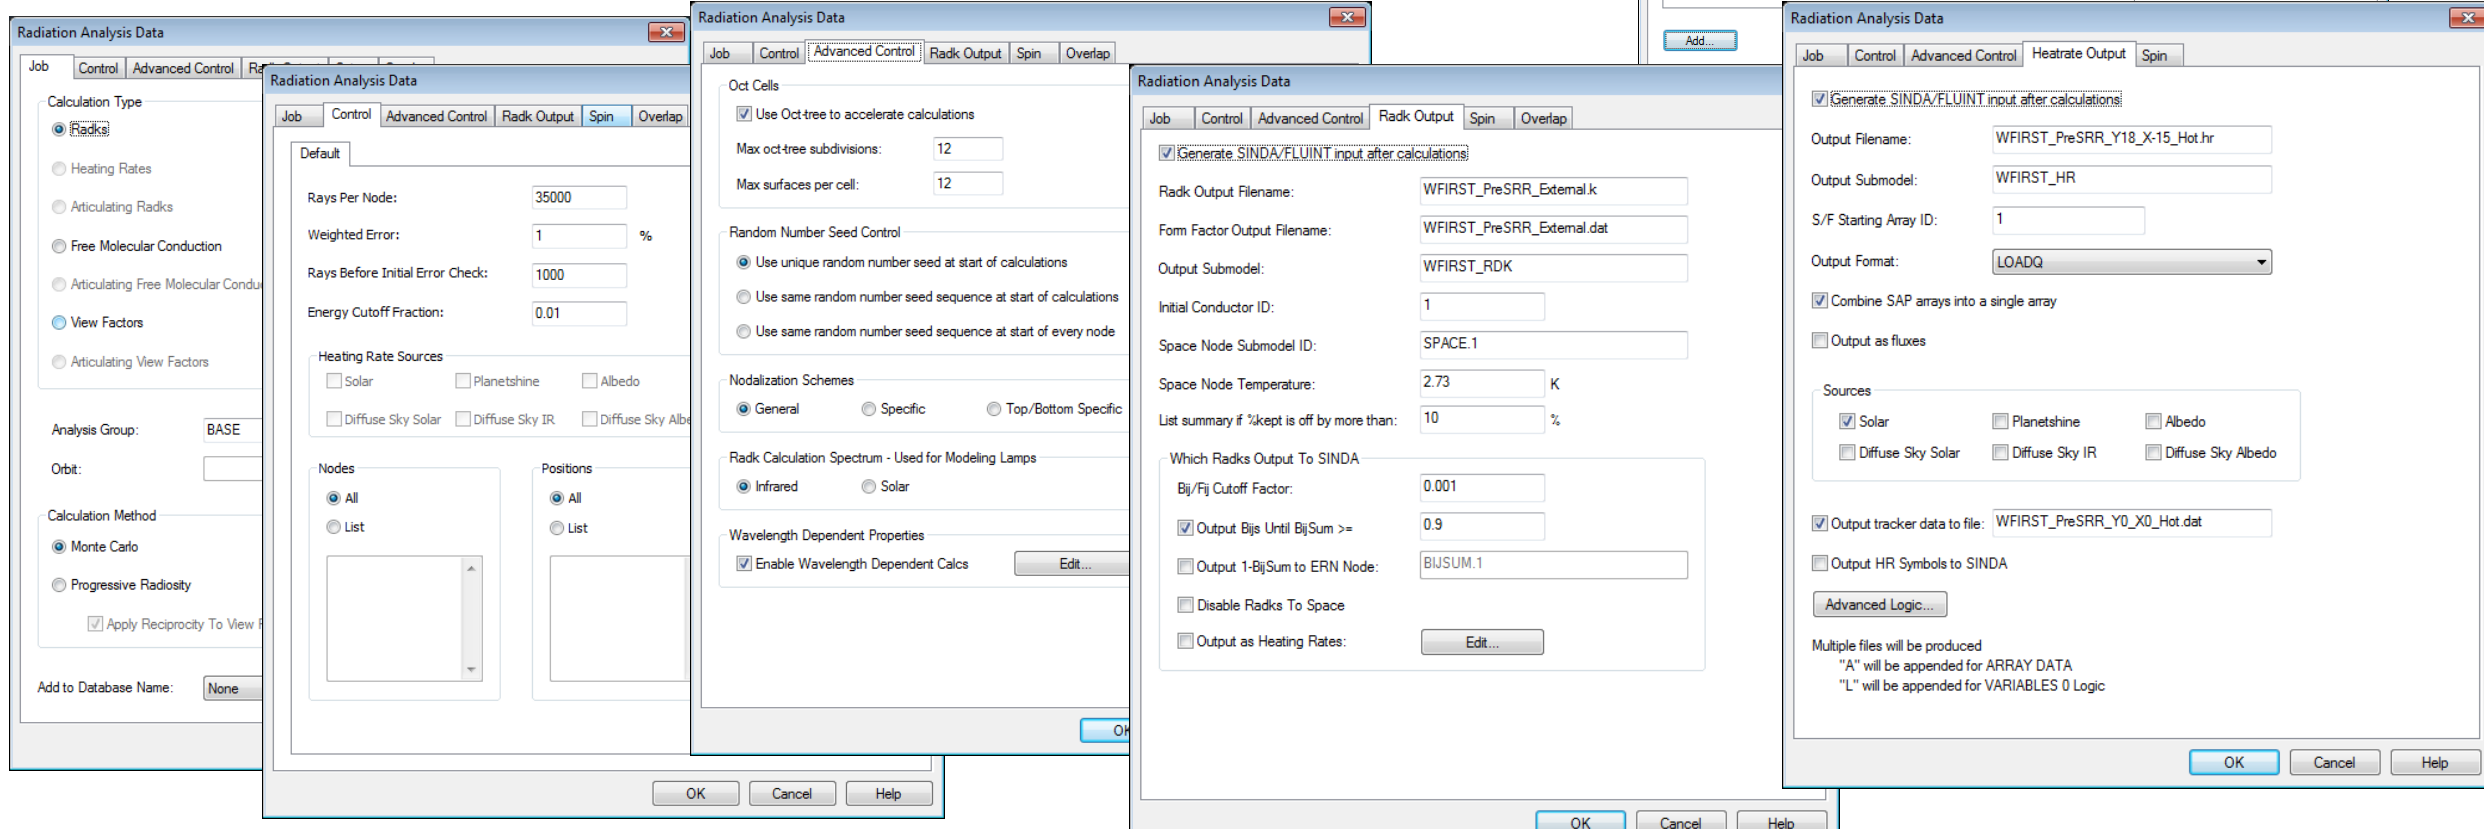 Radiation Analysis Data
Job Control Advanced Control
Calculation Type
Radks
Heating Rates
Articulating Radks
Free Molecular Conduction
Articulating Free Molecular
View Factors
Articulating View Factors
Analysis Group: BASE
Orbit:
Calculation Method
Monte Carlo
Progressive Radiosity
Apply Reciprocity To View
Add to Database Name: None
Radiation Analysis Data
Job Control Advanced Control Radk Output Spin Overlap
Default
Rays Per Node: 35000
Weighted Error: 1 %
Rays Before Initial Error Check: 1000
Energy Cutoff Fraction: 0.01
Heating Rate Sources
Solar Planetshine Albedo
Diffuse Sky Solar Diffuse Sky IR Diffuse Sky
Nodes Positions
All All
List List
OK Cancel Help
Radiation Analysis Data
Job Control Advanced Control Radk Output Spin Overlap
Oct Cells
Use Oct-tree to accelerate calculations
Max oct-tree subdivisions: 12
Max surfaces per cell: 12
Random Number Seed Control
Use unique random number seed at start of calculations
Use same random number seed sequence at start of calculations
Use same random number seed sequence at start of every node
Nodalization Schemes
General Specific Top/Bottom Specific
Radk Calculation Spectrum - Used for Modeling Lamps
Infrared Solar
Wavelength Dependent Properties
Enable Wavelength Dependent Calcs Edit...
OK
Add...
Radiation Analysis Data
Job Control Advanced Control Radk Output Spin Overlap
Generate SINDA/FLUINT input after calculations
Radk Output Filename: WFIRST_PreSRR_External.k
Form Factor Output Filename: WFIRST_PreSRR_External.dat
Output Submodel: WFIRST_RDK
Initial Conductor ID: 1
Space Node Submodel ID: SPACE.1
Space Node Temperature: 2.73 K
List summary if %kept is off by more than: 10 %
Which Radks Output To SINDA
Bij/Fij Cutoff Factor: 0.001
Output Bijs Until BijSum >= 0.9
Output 1-BijSum to ERN Node: BIJSUM.1
Disable Radks To Space
Output as Heating Rates: Edit...
OK Cancel Help
Radiation Analysis Data
Job Control Advanced Control Heatrate Output Spin
Generate SINDA/FLUINT input after calculations
Output Filename: WFIRST_PreSRR_Y18_X-15_Hot.hr
Output Submodel: WFIRST_HR
S/F Starting Array ID: 1
Output Format: LOADQ
Combine SAP arrays into a single array
Output as fluxes
Sources
Solar Planetshine Albedo
Diffuse Sky Solar Diffuse Sky IR Diffuse Sky Albedo
Output tracker data to file: WFIRST_PreSRR_Y0_X0_Hot.dat
Output HR Symbols to SINDA
Advanced Logic...
Multiple files will be produced
"A" will be appended for ARRAY DATA
"L" will be appended for VARIABLES 0 Logic
OK Cancel Help